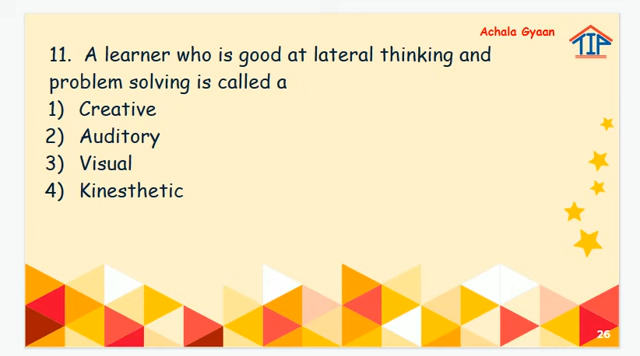 Achala Gyaan
TIP
11. A learner who is good at lateral thinking and
problem solving is called a
1) Creative
2) Auditory
3) Visual
4) Kinesthetic
26